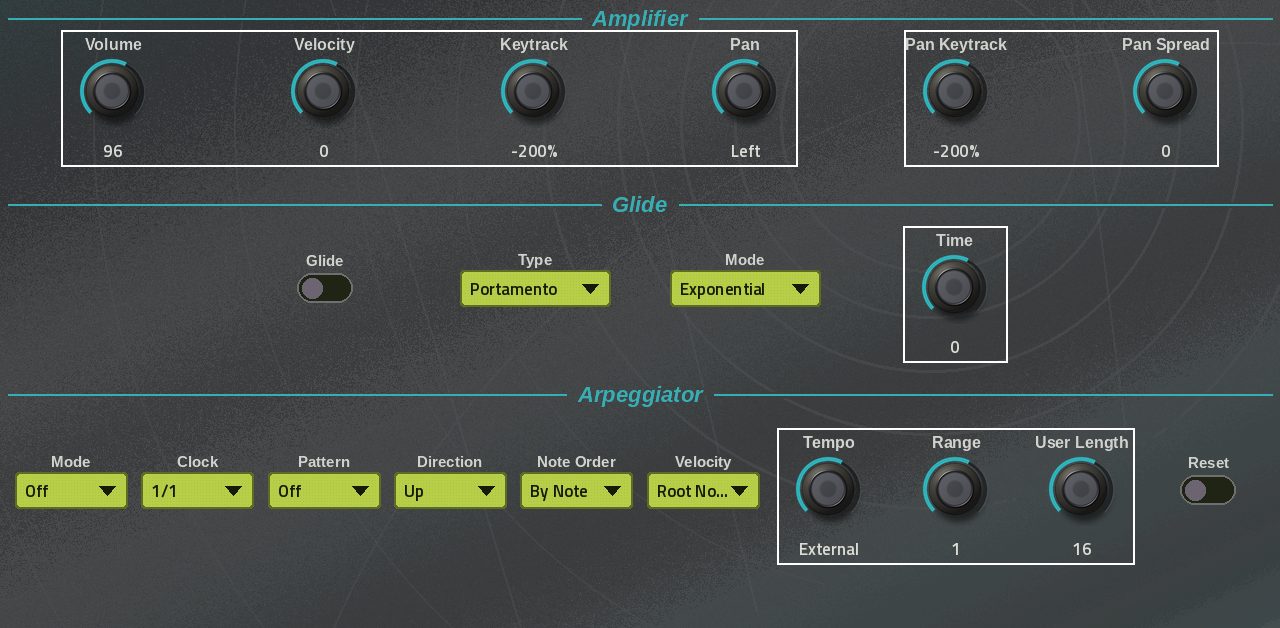 Amplifier
Volume Velocity Keytrack Pan Pan Keytrack Pan Spread
96 0 -200% Left -200% 0
Glide
Glide Type Mode Time
Portamento Exponential
0
Arpeggiator
Mode Clock Pattern Direction Note Order Velocity Tempo Range User Length Reset
Off 1/1 Off Up By Note Root No...
External 1 16